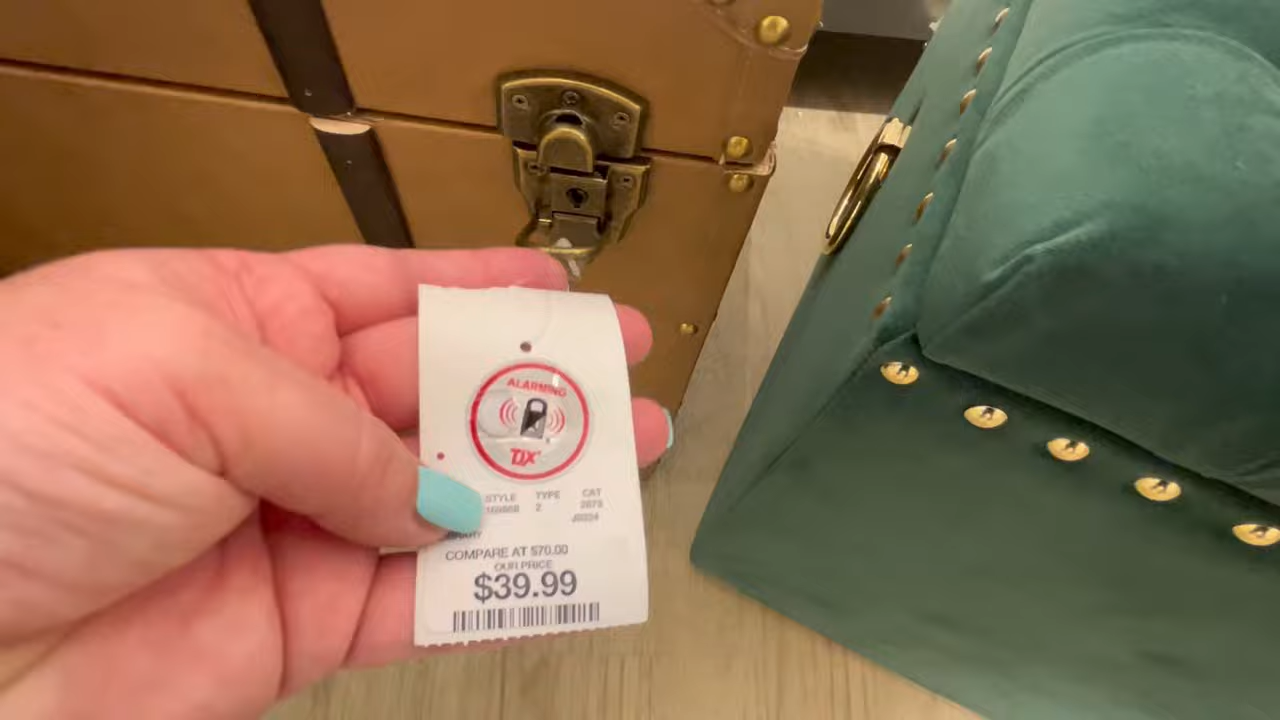 ALARMING
TJX
STYLE TYPE CAT
2
COMPARE AT $70.00
OUR PRICE
$39.99